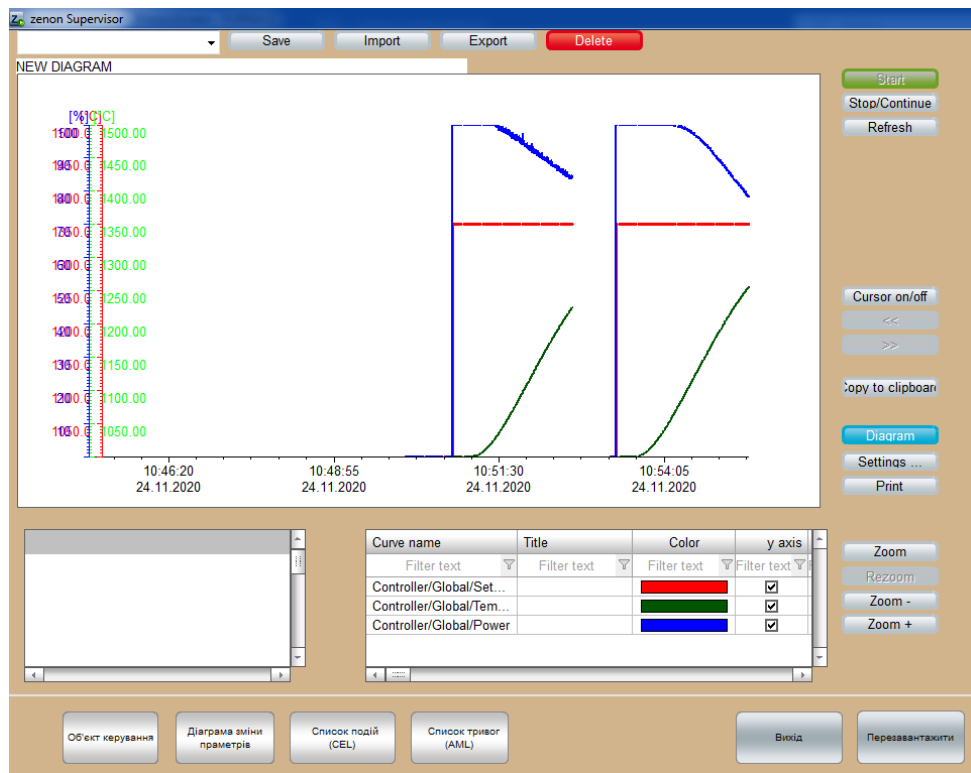 zenon Supervisor
Save Import Export Delete
NEW DIAGRAM
Start
Stop/Continue
Refresh
[%]
1500.00
1450.00
1400.00
1350.00
1300.00
1250.00
1200.00
1150.00
1100.00
1050.00
10:46:20 10:48:55 10:51:30 10:54:05
24.11.2020 24.11.2020 24.11.2020 24.11.2020
Cursor on/off
<<
>>
Copy to clipboard
Diagram
Settings ...
Print
Curve name Title Color y axis
Filter text Filter text Filter text Filter text
Controller/Global/Set...
Controller/Global/Tem...
Controller/Global/Power
Zoom
Rezoom
Zoom -
Zoom +
Об'єкт керування
Діаграма зміни праметрів
Список подій (CEL)
Список тривог (AML)
Вихід
Перезавантажити